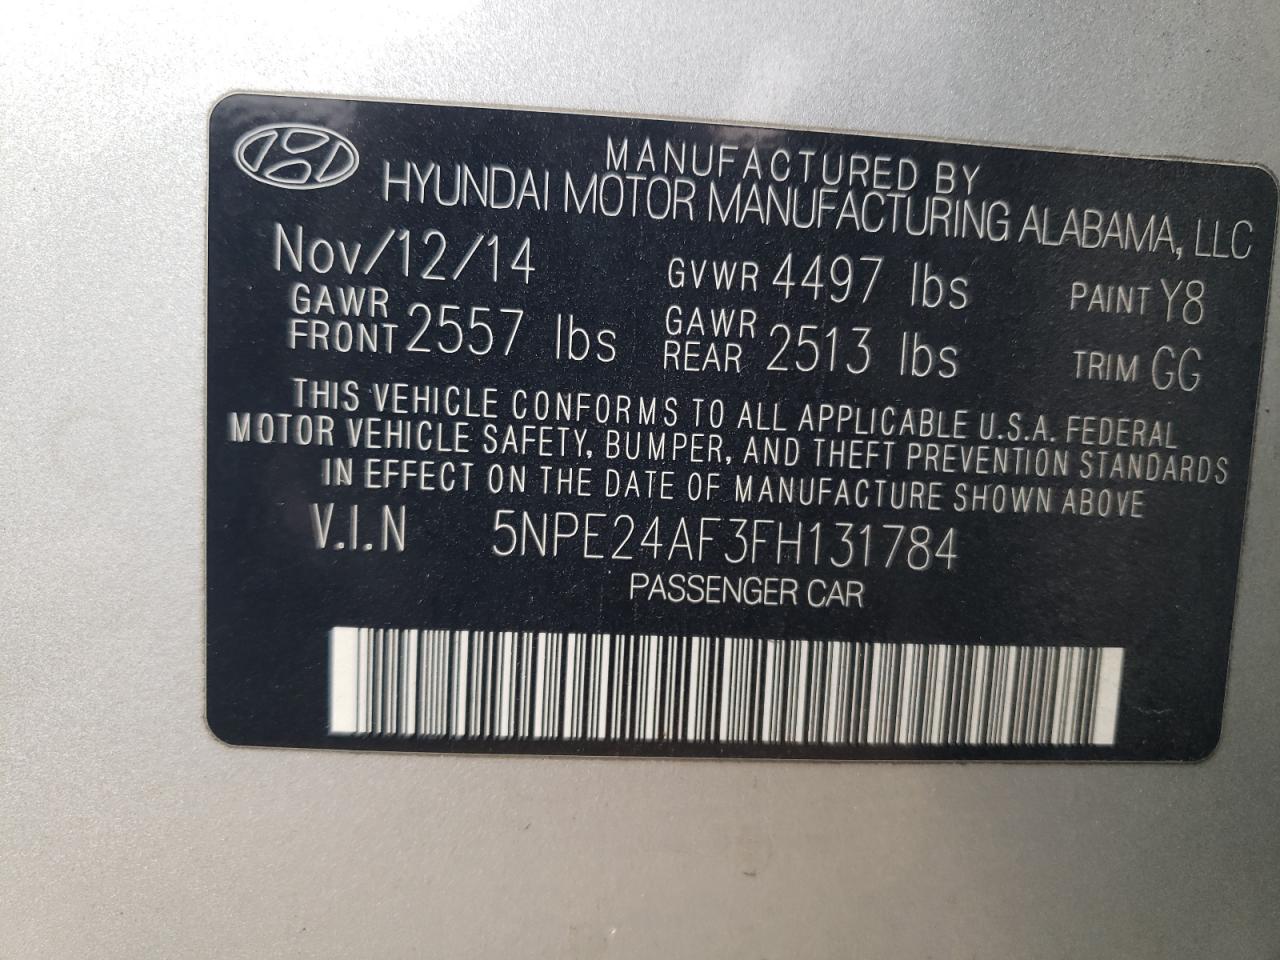 MANUFACTURED BY
HYUNDAI MOTOR MANUFACTURING ALABAMA, LLC
Nov/12/14 GVWR 4497 lbs PAINT Y8
GAWR FRONT 2557 lbs GAWR REAR 2513 lbs TRIM GG
THIS VEHICLE CONFORMS TO ALL APPLICABLE U.S.A. FEDERAL
MOTOR VEHICLE SAFETY, BUMPER, AND THEFT PREVENTION STANDARDS
IN EFFECT ON THE DATE OF MANUFACTURE SHOWN ABOVE
V.I.N 5NPE24AF3FH131784
PASSENGER CAR